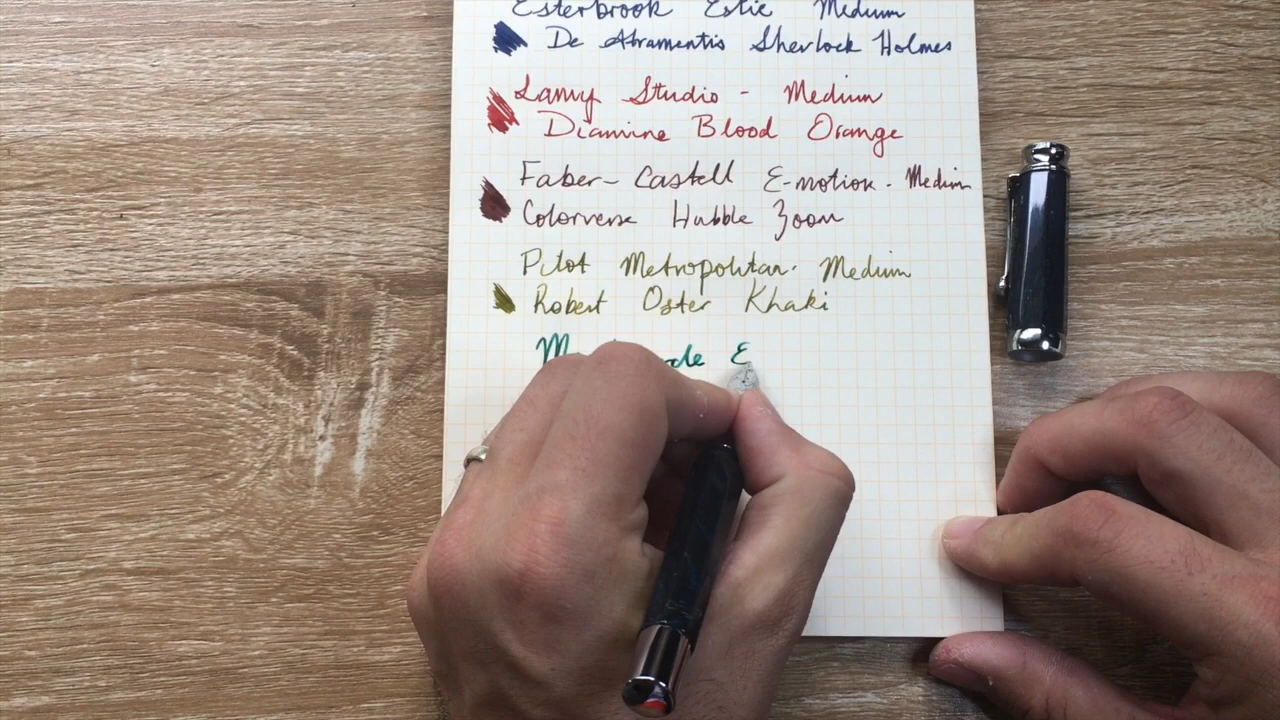 Esterbrook Estie Medium
De Atramentis Sherlock Holmes
Lamy Studio - Medium
Diamine Blood Orange
Faber-Castell E-motion - Medium
Colorverse Hubble Zoom
Pilot Metropolitan - Medium
Robert Oster Khaki
E